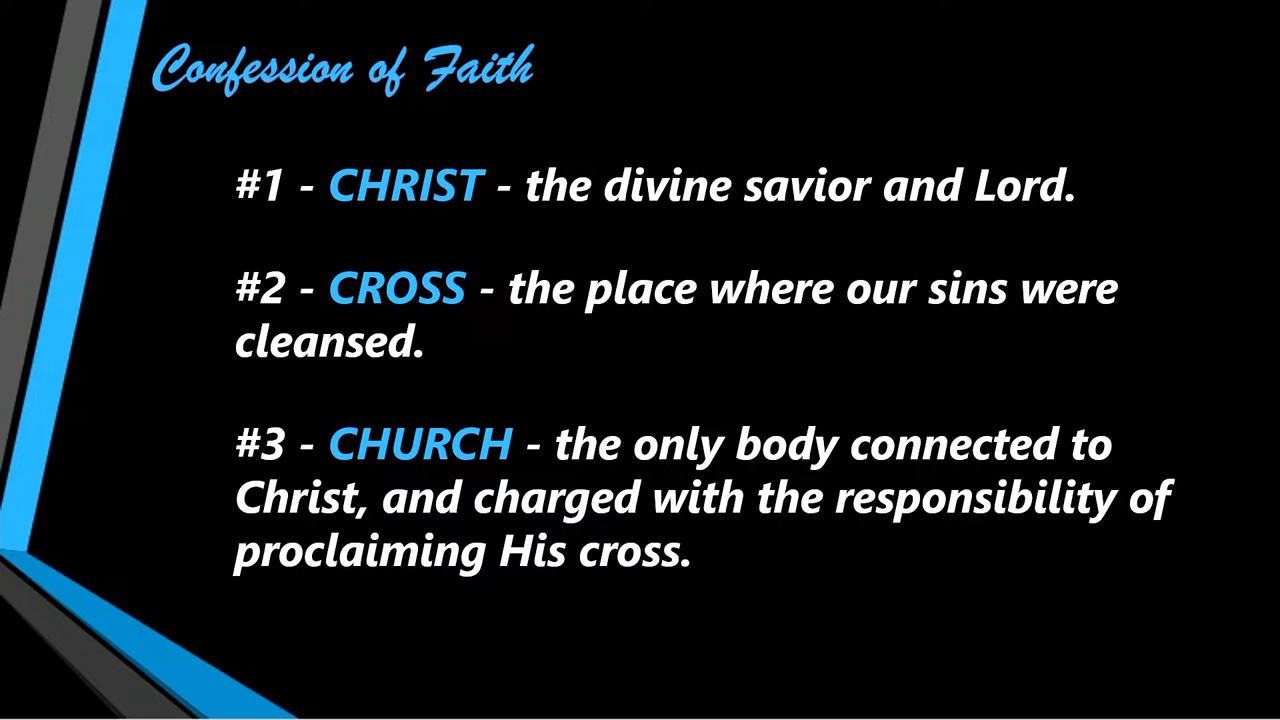 Confession of Faith
#1 - CHRIST - the divine savior and Lord.
#2 - CROSS - the place where our sins were
cleansed.
#3 - CHURCH - the only body connected to
Christ, and charged with the responsibility of
proclaiming His cross.